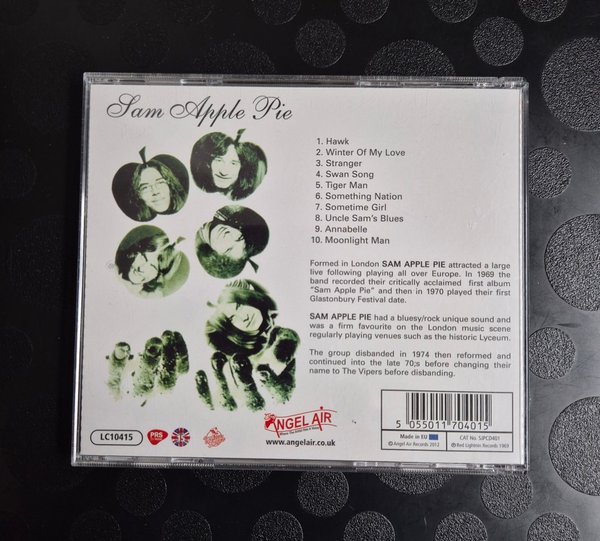 Sam Apple Pie
1. Hawk
2. Winter Of My Love
3. Stranger
4. Swan Song
5. Tiger Man
6. Something Nation
7. Sometime Girl
8. Uncle Sam's Blues
9. Annabelle
10. Moonlight Man
Formed in London SAM APPLE PIE attracted a large
live following playing all over Europe. In 1969 the
band recorded their critically acclaimed first album
"Sam Apple Pie" and then in 1970 played their first
Glastonbury Festival date.
SAM APPLE PIE had a bluesy/rock unique sound and
was a firm favourite on the London music scene
regularly playing venues such as the historic Lyceum.
The group disbanded in 1974 then reformed and
continued into the late 70;s before changing their
name to The Vipers before disbanding.
LC10415
PRS
ANGEL AIR
www.angelair.co.uk
5 055011 704015
Made in EU
CAT No. SJPCD401
© Angel Air Records 2012
℗ Red Lightnin Records 1969